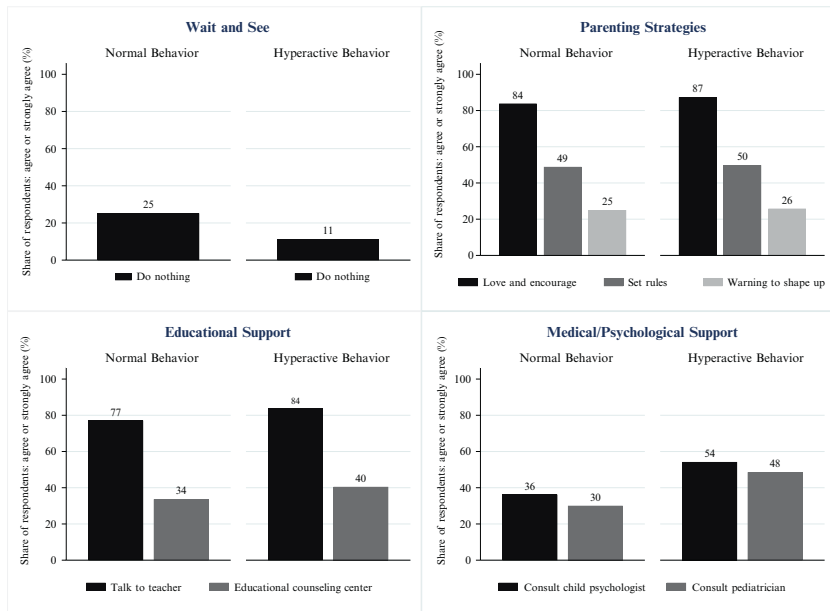 Wait and See
Normal Behavior
Hyperactive Behavior
Share of respondents: agree or strongly agree (%)
100
80
60
40
20
0
25
11
Do nothing
Do nothing
Parenting Strategies
Normal Behavior
Hyperactive Behavior
Share of respondents: agree or strongly agree (%)
100
80
60
40
20
0
84
49
25
87
50
26
Love and encourage
Set rules
Warning to shape up
Educational Support
Normal Behavior
Hyperactive Behavior
Share of respondents: agree or strongly agree (%)
100
80
60
40
20
0
77
34
84
40
Talk to teacher
Educational counseling center
Medical/Psychological Support
Normal Behavior
Hyperactive Behavior
Share of respondents: agree or strongly agree (%)
100
80
60
40
20
0
36
30
54
48
Consult child psychologist
Consult pediatrician